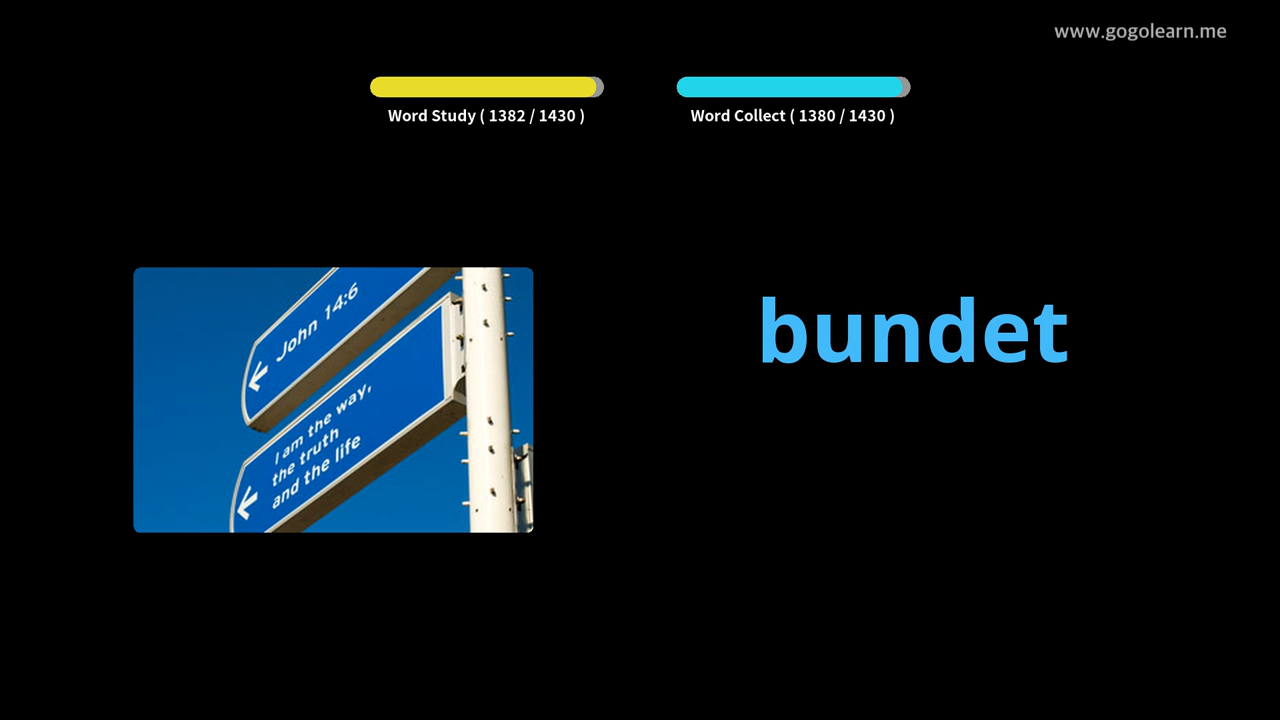 www.gogolearn.me
Word Study ( 1382 / 1430 )
Word Collect ( 1380 / 1430 )
John 14:6
I am the way,
the truth
and the life
bundet